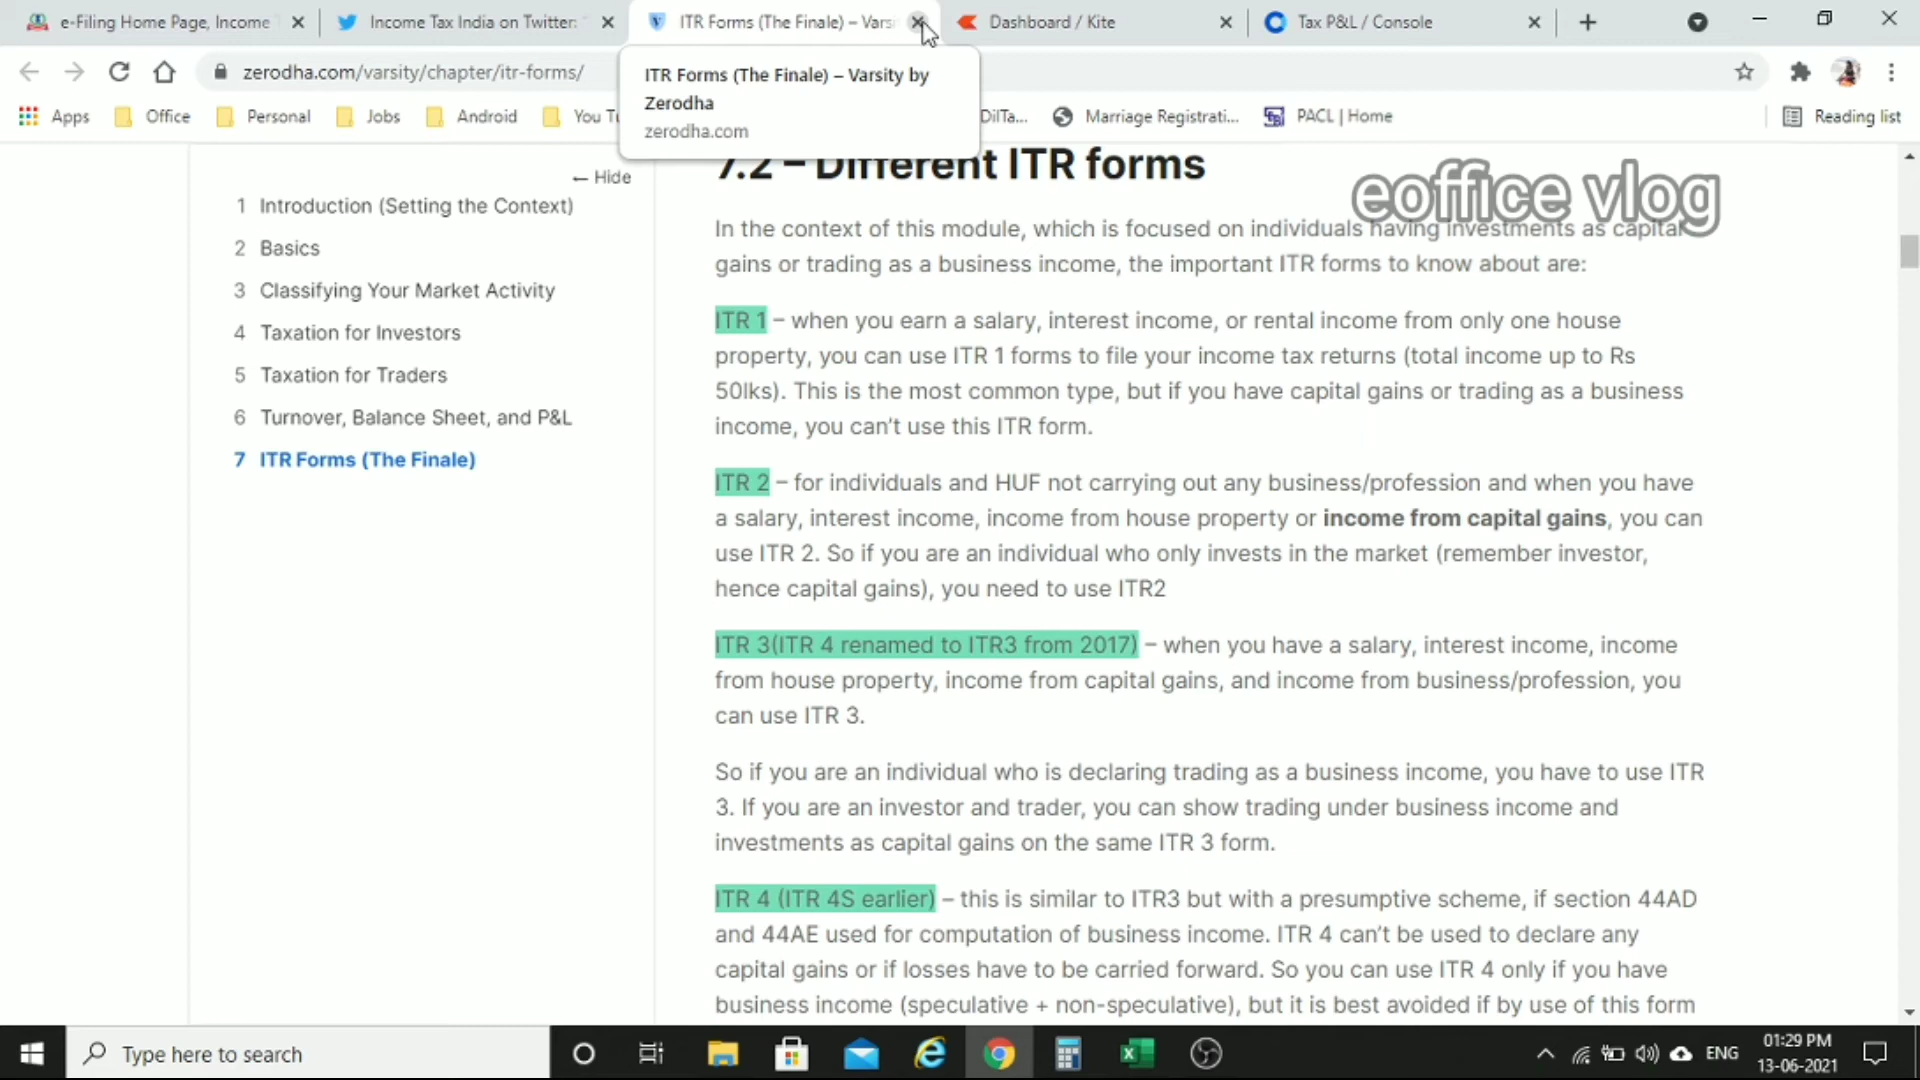 e-Filing Home Page, Income
Income Tax India on Twitter:
ITR Forms (The Finale) – Vars
Dashboard / Kite
Tax P&L / Console
zerodha.com/varsity/chapter/itr-forms/
ITR Forms (The Finale) – Varsity by
Zerodha
zerodha.com
Apps
Office
Personal
Jobs
Android
You Tu
DilTa...
Marriage Registrati...
PACL | Home
Reading list
← Hide
1 Introduction (Setting the Context)
2 Basics
3 Classifying Your Market Activity
4 Taxation for Investors
5 Taxation for Traders
6 Turnover, Balance Sheet, and P&L
7 ITR Forms (The Finale)
eoffice vlog
7.2 – Different ITR forms
In the context of this module, which is focused on individuals having investments as capital
gains or trading as a business income, the important ITR forms to know about are:
ITR 1 – when you earn a salary, interest income, or rental income from only one house
property, you can use ITR 1 forms to file your income tax returns (total income up to Rs
50lks). This is the most common type, but if you have capital gains or trading as a business
income, you can’t use this ITR form.
ITR 2 – for individuals and HUF not carrying out any business/profession and when you have
a salary, interest income, income from house property or income from capital gains, you can
use ITR 2. So if you are an individual who only invests in the market (remember investor,
hence capital gains), you need to use ITR2
ITR 3(ITR 4 renamed to ITR3 from 2017) – when you have a salary, interest income, income
from house property, income from capital gains, and income from business/profession, you
can use ITR 3.
So if you are an individual who is declaring trading as a business income, you have to use ITR
3. If you are an investor and trader, you can show trading under business income and
investments as capital gains on the same ITR 3 form.
ITR 4 (ITR 4S earlier) – this is similar to ITR3 but with a presumptive scheme, if section 44AD
and 44AE used for computation of business income. ITR 4 can’t be used to declare any
capital gains or if losses have to be carried forward. So you can use ITR 4 only if you have
business income (speculative + non-speculative), but it is best avoided if by use of this form
Type here to search
ENG
01:29 PM
13-06-2021